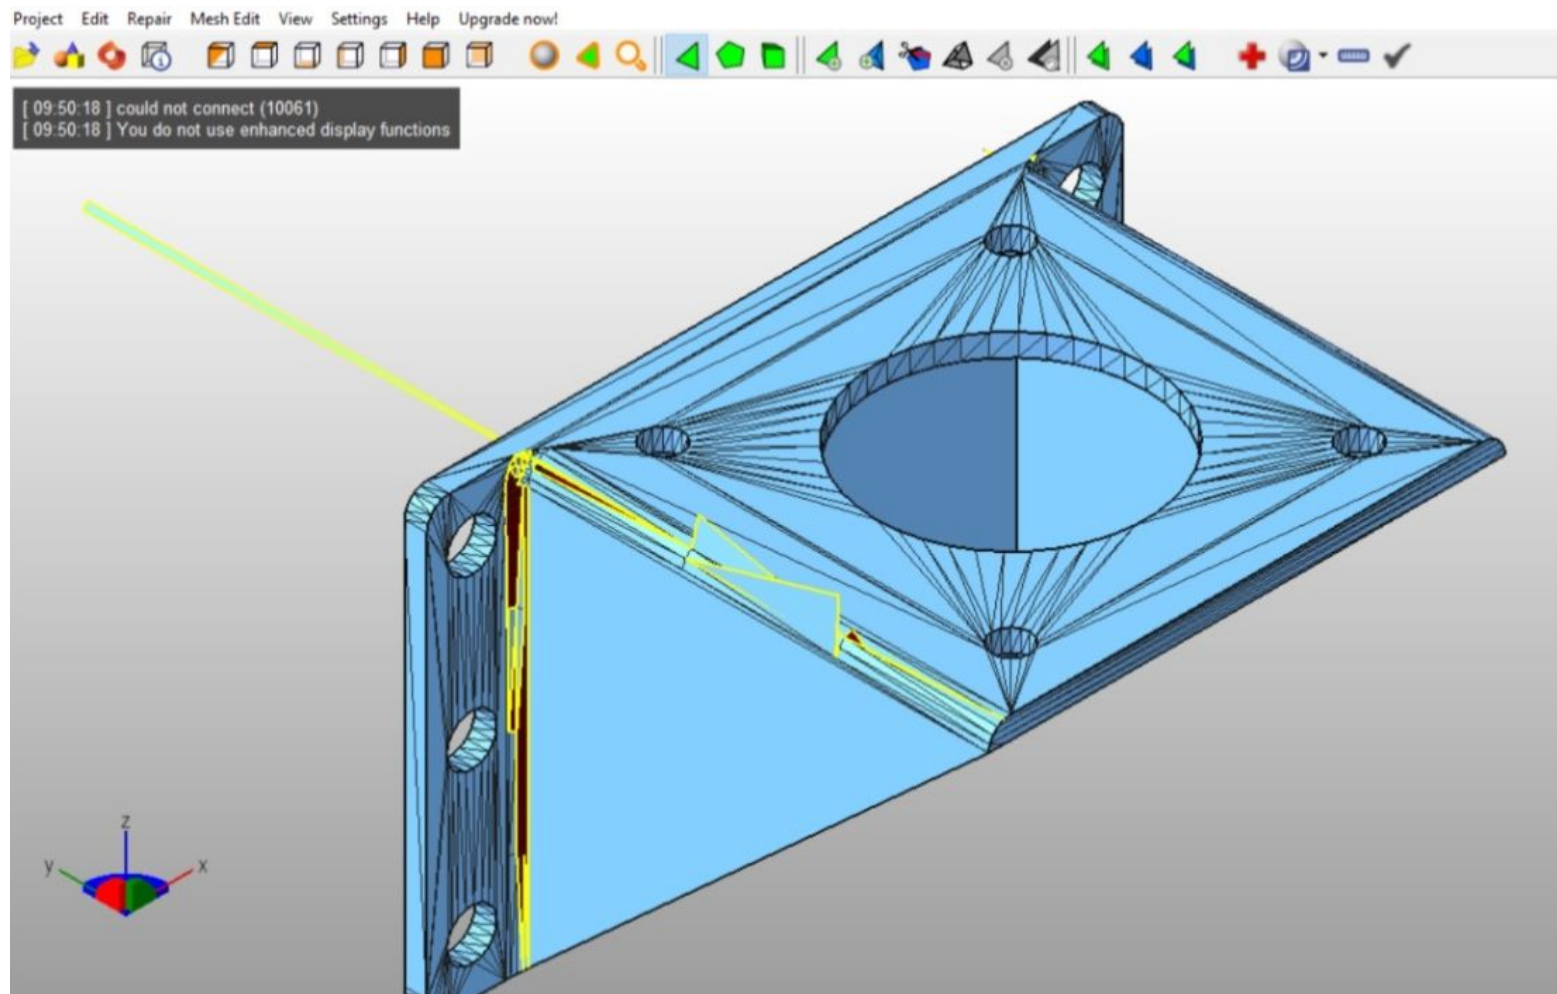 Project Edit Repair Mesh Edit View Settings Help Upgrade now!
[ 09:50:18 ] could not connect (10061)
[ 09:50:18 ] You do not use enhanced display functions
z
y
x